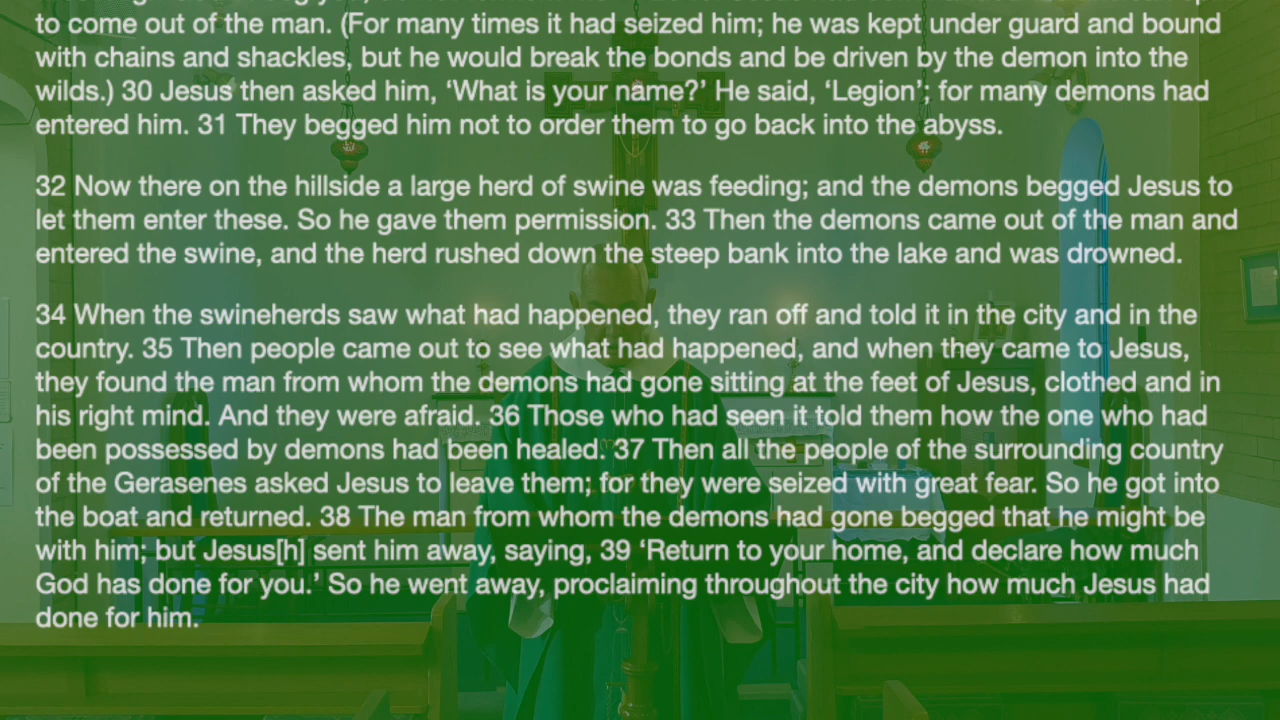 to come out of the man. (For many times it had seized him; he was kept under guard and bound
with chains and shackles, but he would break the bonds and be driven by the demon into the
wilds.) 30 Jesus then asked him, ‘What is your name?’ He said, ‘Legion’; for many demons had
entered him. 31 They begged him not to order them to go back into the abyss.
32 Now there on the hillside a large herd of swine was feeding; and the demons begged Jesus to
let them enter these. So he gave them permission. 33 Then the demons came out of the man and
entered the swine, and the herd rushed down the steep bank into the lake and was drowned.
34 When the swineherds saw what had happened, they ran off and told it in the city and in the
country. 35 Then people came out to see what had happened, and when they came to Jesus,
they found the man from whom the demons had gone sitting at the feet of Jesus, clothed and in
his right mind. And they were afraid. 36 Those who had seen it told them how the one who had
been possessed by demons had been healed. 37 Then all the people of the surrounding country
of the Gerasenes asked Jesus to leave them; for they were seized with great fear. So he got into
the boat and returned. 38 The man from whom the demons had gone begged that he might be
with him; but Jesus[h] sent him away, saying, 39 ‘Return to your home, and declare how much
God has done for you.’ So he went away, proclaiming throughout the city how much Jesus had
done for him.